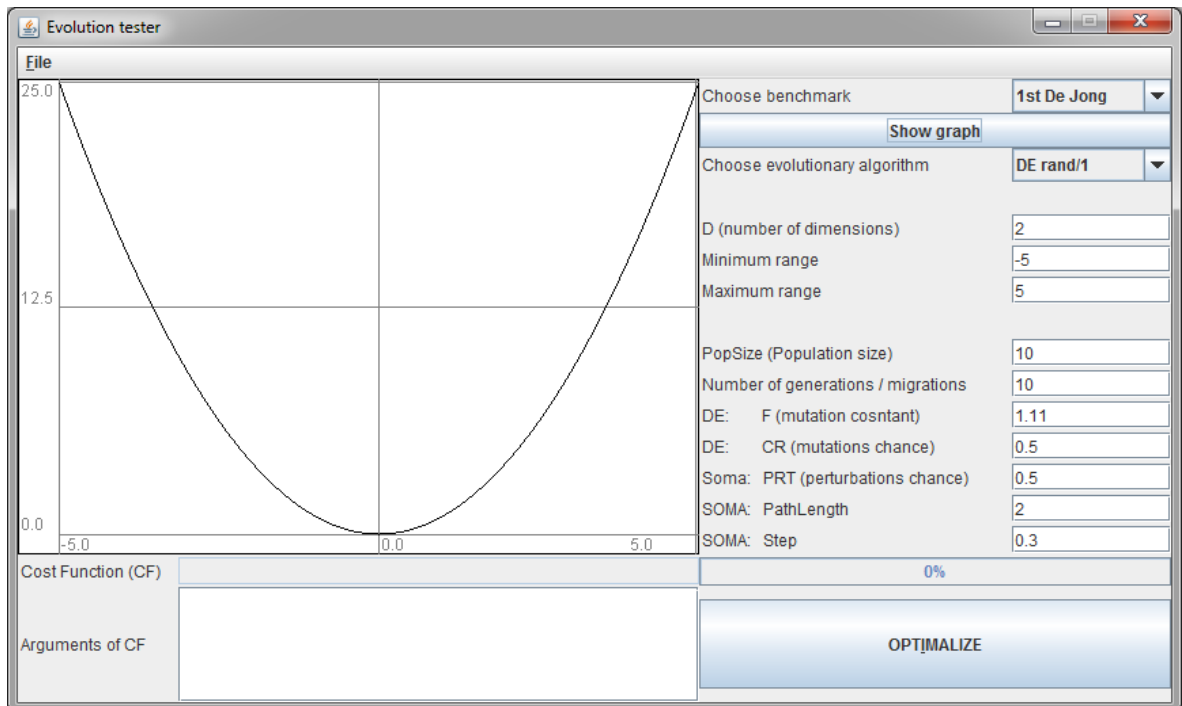 Evolution tester
File
25.0
12.5
0.0
-5.0 0.0 5.0
Choose benchmark 1st De Jong
Show graph
Choose evolutionary algorithm DE rand/1
D (number of dimensions) 2
Minimum range -5
Maximum range 5
PopSize (Population size) 10
Number of generations / migrations 10
DE: F (mutation cosntant) 1.11
DE: CR (mutations chance) 0.5
Soma: PRT (perturbations chance) 0.5
SOMA: PathLength 2
SOMA: Step 0.3
Cost Function (CF) 0%
Arguments of CF OPTIMALIZE